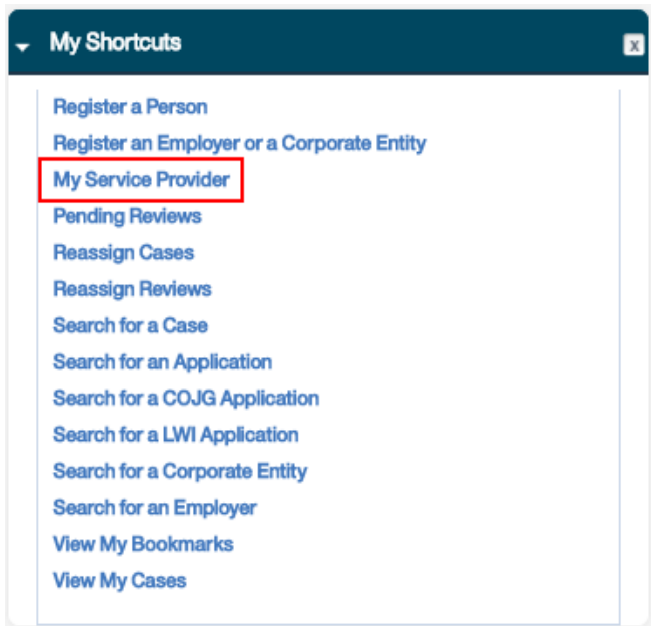 My Shortcuts
x
Register a Person
Register an Employer or a Corporate Entity
My Service Provider
Pending Reviews
Reassign Cases
Reassign Reviews
Search for a Case
Search for an Application
Search for a COJG Application
Search for a LWI Application
Search for a Corporate Entity
Search for an Employer
View My Bookmarks
View My Cases